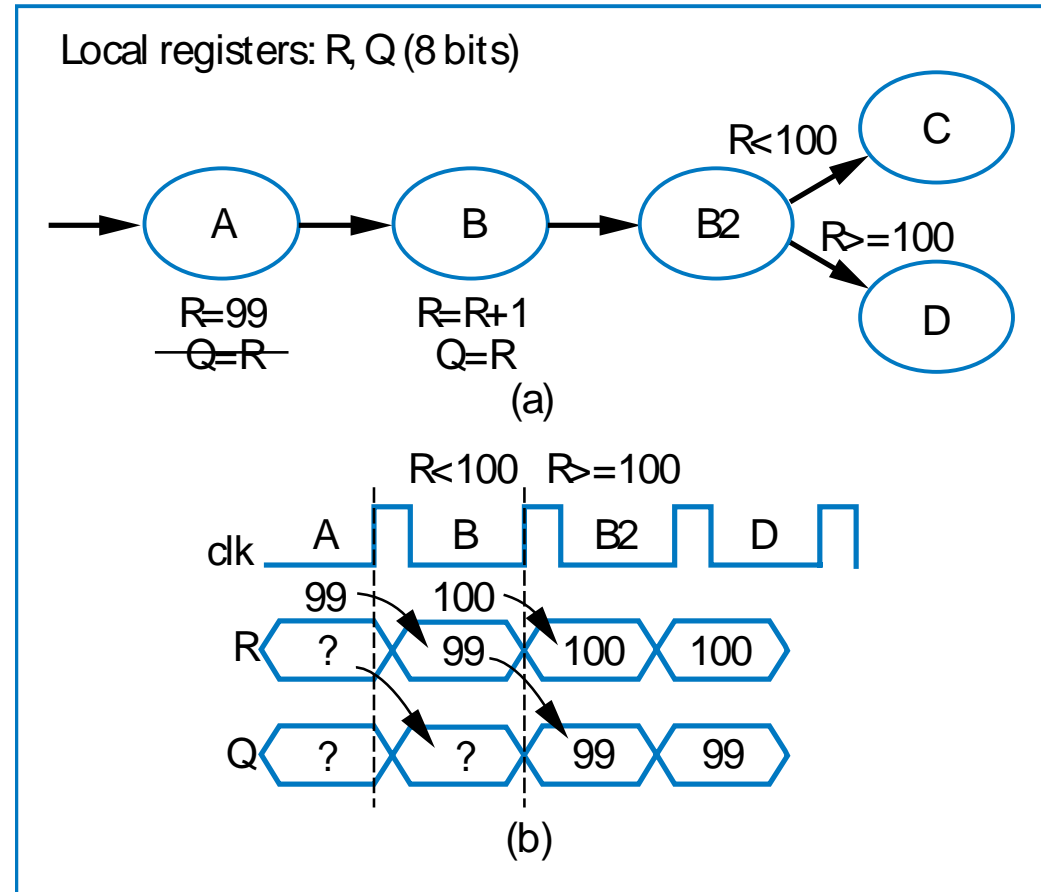 Local registers: R, Q (8 bits)
R<100
C
A
B
B2
R>=100
D
R=99
R=R+1
Q=R
Q=R
(a)
R<100 R>=100
clk A B B2 D
99 100
R ? 99 100 100
Q ? ? 99 99
(b)